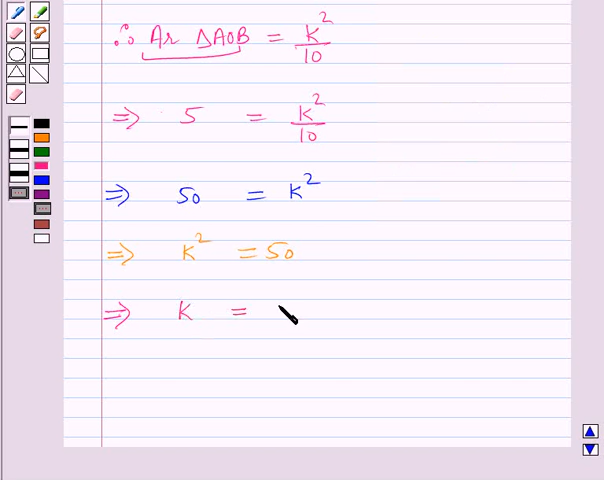 ∴ Ar ΔAOB = K²/10
⇒ 5 = K²/10
⇒ 50 = K²
⇒ K² = 50
⇒ K =